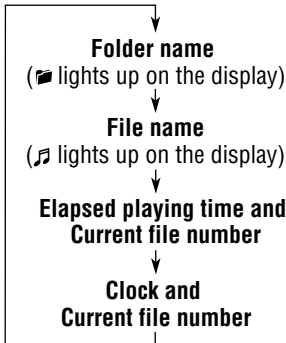 Folder name
( lights up on the display)
File name
( lights up on the display)
Elapsed playing time and
Current file number
Clock and
Current file number